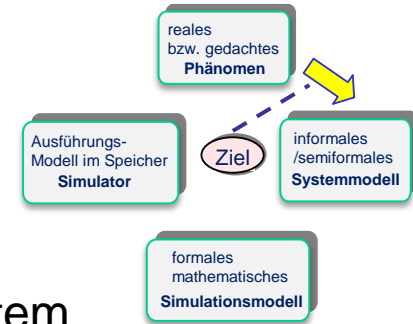 reales
bzw. gedachtes
Phänomen
Ausführungs-
Modell im Speicher
Simulator
Ziel
informales
/semiformales
Systemmodell
formales
mathematisches
Simulationsmodell